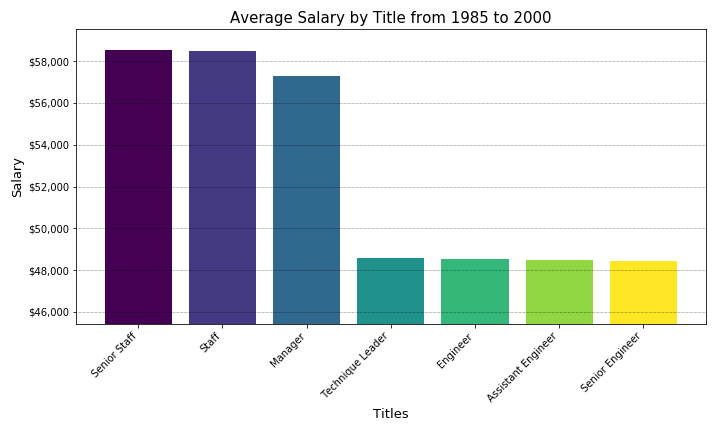 Average Salary by Title from 1985 to 2000
$58,000
$56,000
$54,000
$52,000
$50,000
$48,000
$46,000
Salary
Senior Staff
Staff
Manager
Technique Leader
Engineer
Assistant Engineer
Senior Engineer
Titles